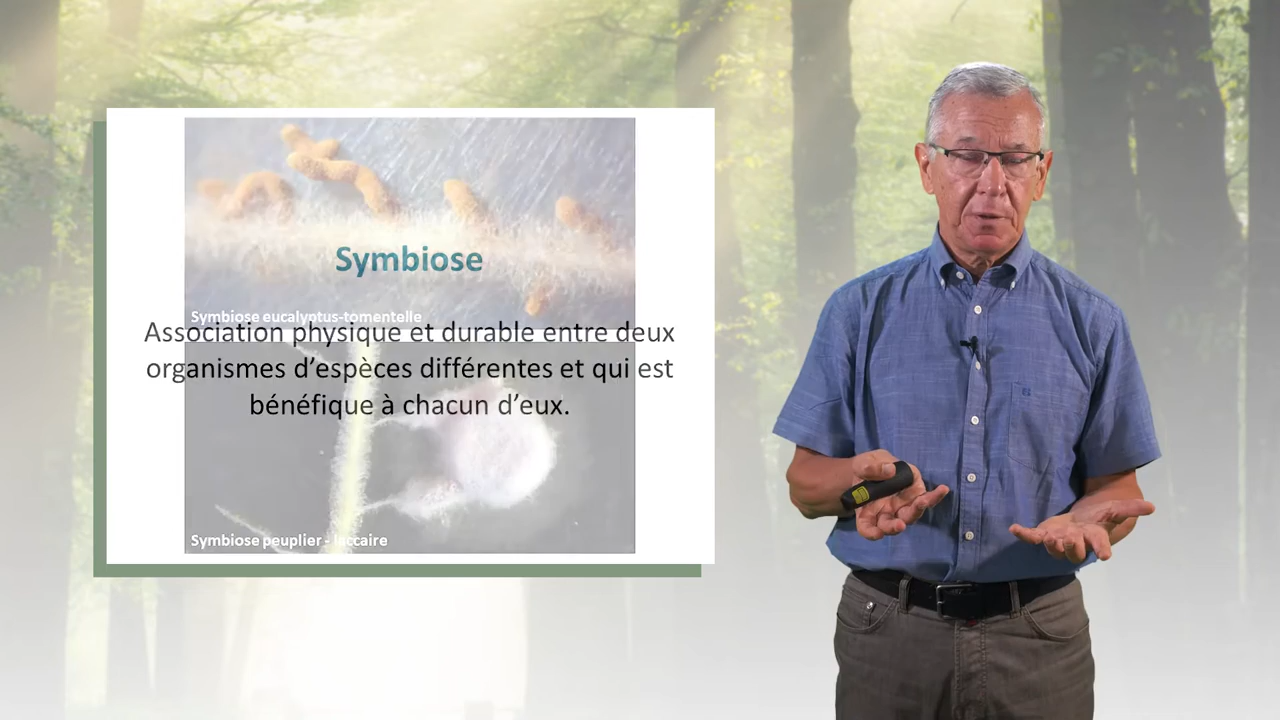 Symbiose
Symbiose eucalyptus-tomentelle
Association physique et durable entre deux
organismes d'espèces différentes et qui est
bénéfique à chacun d'eux.
Symbiose peuplier - laccaire